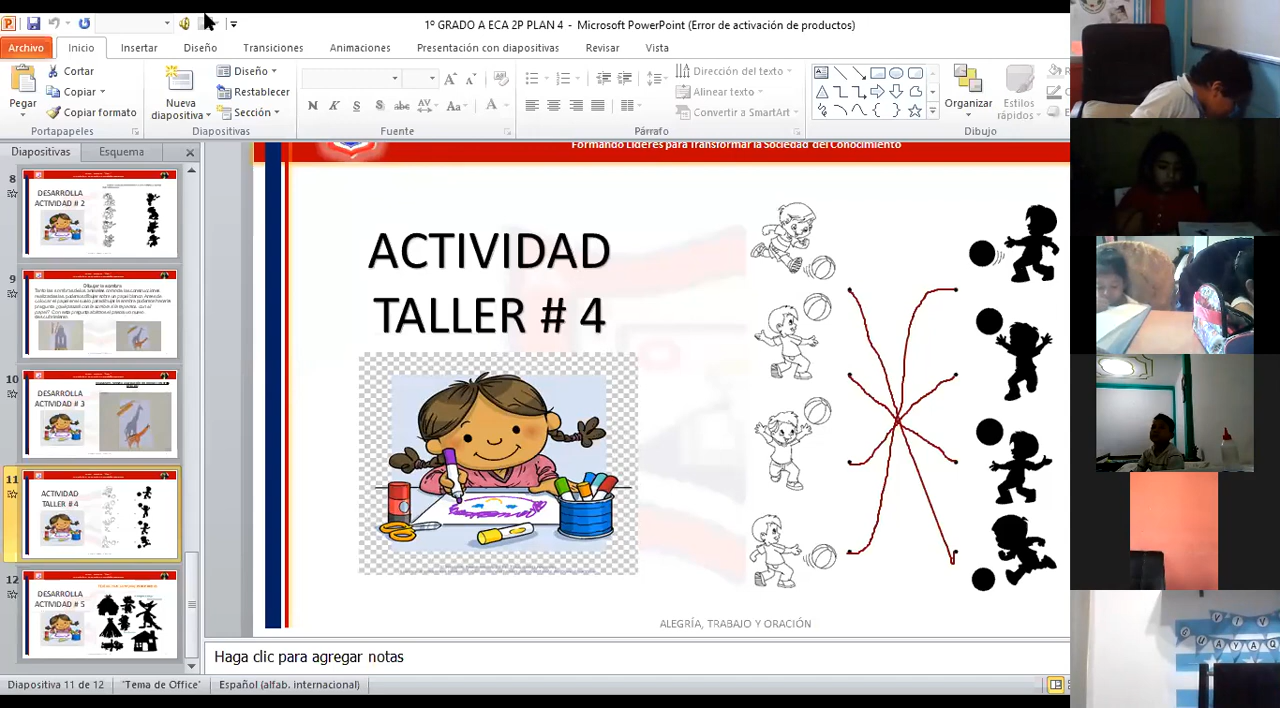 1º GRADO A ECA 2P PLAN 4 - Microsoft PowerPoint (Error de activación de productos)
Archivo Inicio Insertar Diseño Transiciones Animaciones Presentación con diapositivas Revisar Vista
Pegar
Cortar
Copiar
Copiar formato
Portapapeles
Nueva diapositiva
Diseño
Restablecer
Sección
Diapositivas
N K S S abc AV Aa A
Fuente
Dirección del texto
Alinear texto
Convertir a SmartArt
Párrafo
Organizar
Estilos rápidos
Dibujo
Diapositivas Esquema
8
DESARROLLA
ACTIVIDAD # 2
9
Dibujar la sombra
10
DESARROLLA
ACTIVIDAD # 3
11
ACTIVIDAD
TALLER # 4
12
DESARROLLA
ACTIVIDAD # 5
Formando Líderes para Transformar la Sociedad del Conocimiento
ACTIVIDAD
TALLER # 4
ALEGRÍA, TRABAJO Y ORACIÓN
Haga clic para agregar notas
Diapositiva 11 de 12 "Tema de Office" Español (alfab. internacional)
VIV
GUAYAQ